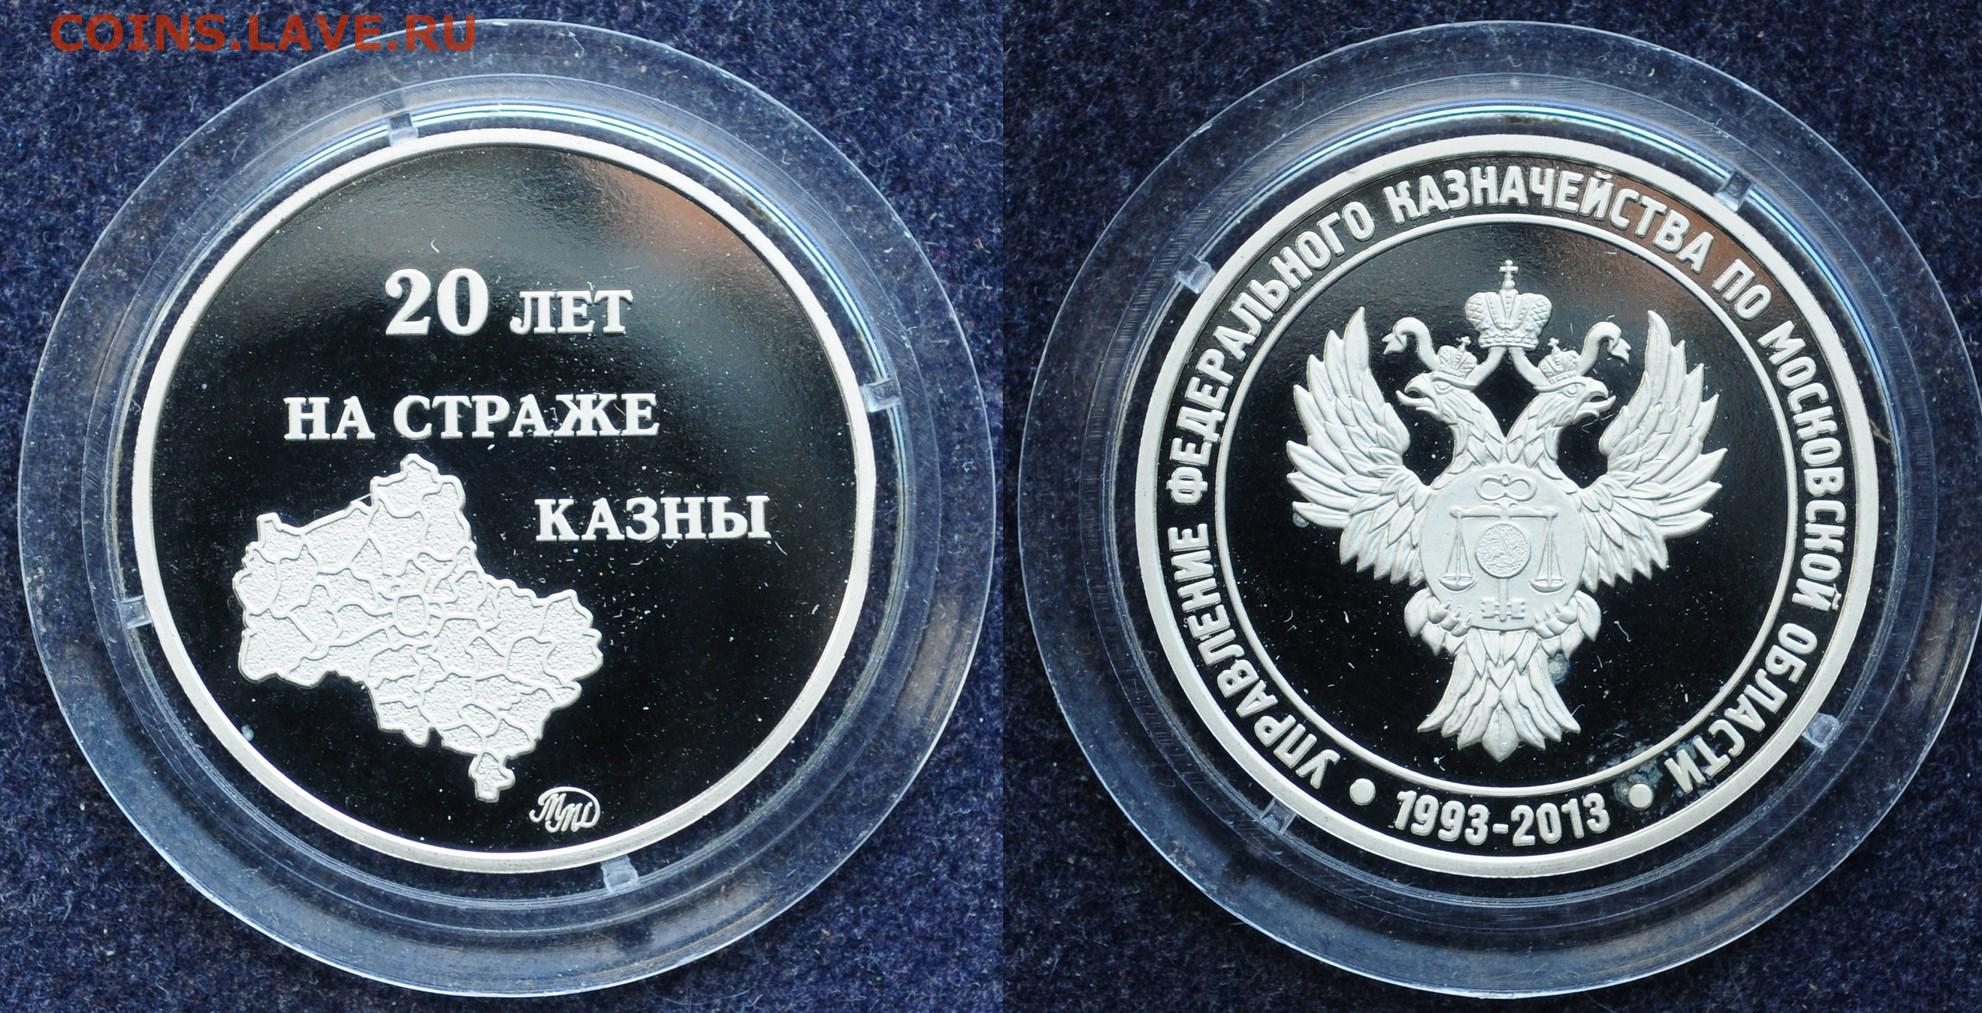 COINS.LAVE.RU
20 ЛЕТ
НА СТРАЖЕ
КАЗНЫ
ММД
УПРАВЛЕНИЕ ФЕДЕРАЛЬНОГО КАЗНАЧЕЙСТВА ПО МОСКОВСКОЙ ОБЛАСТИ
• 1993-2013 •